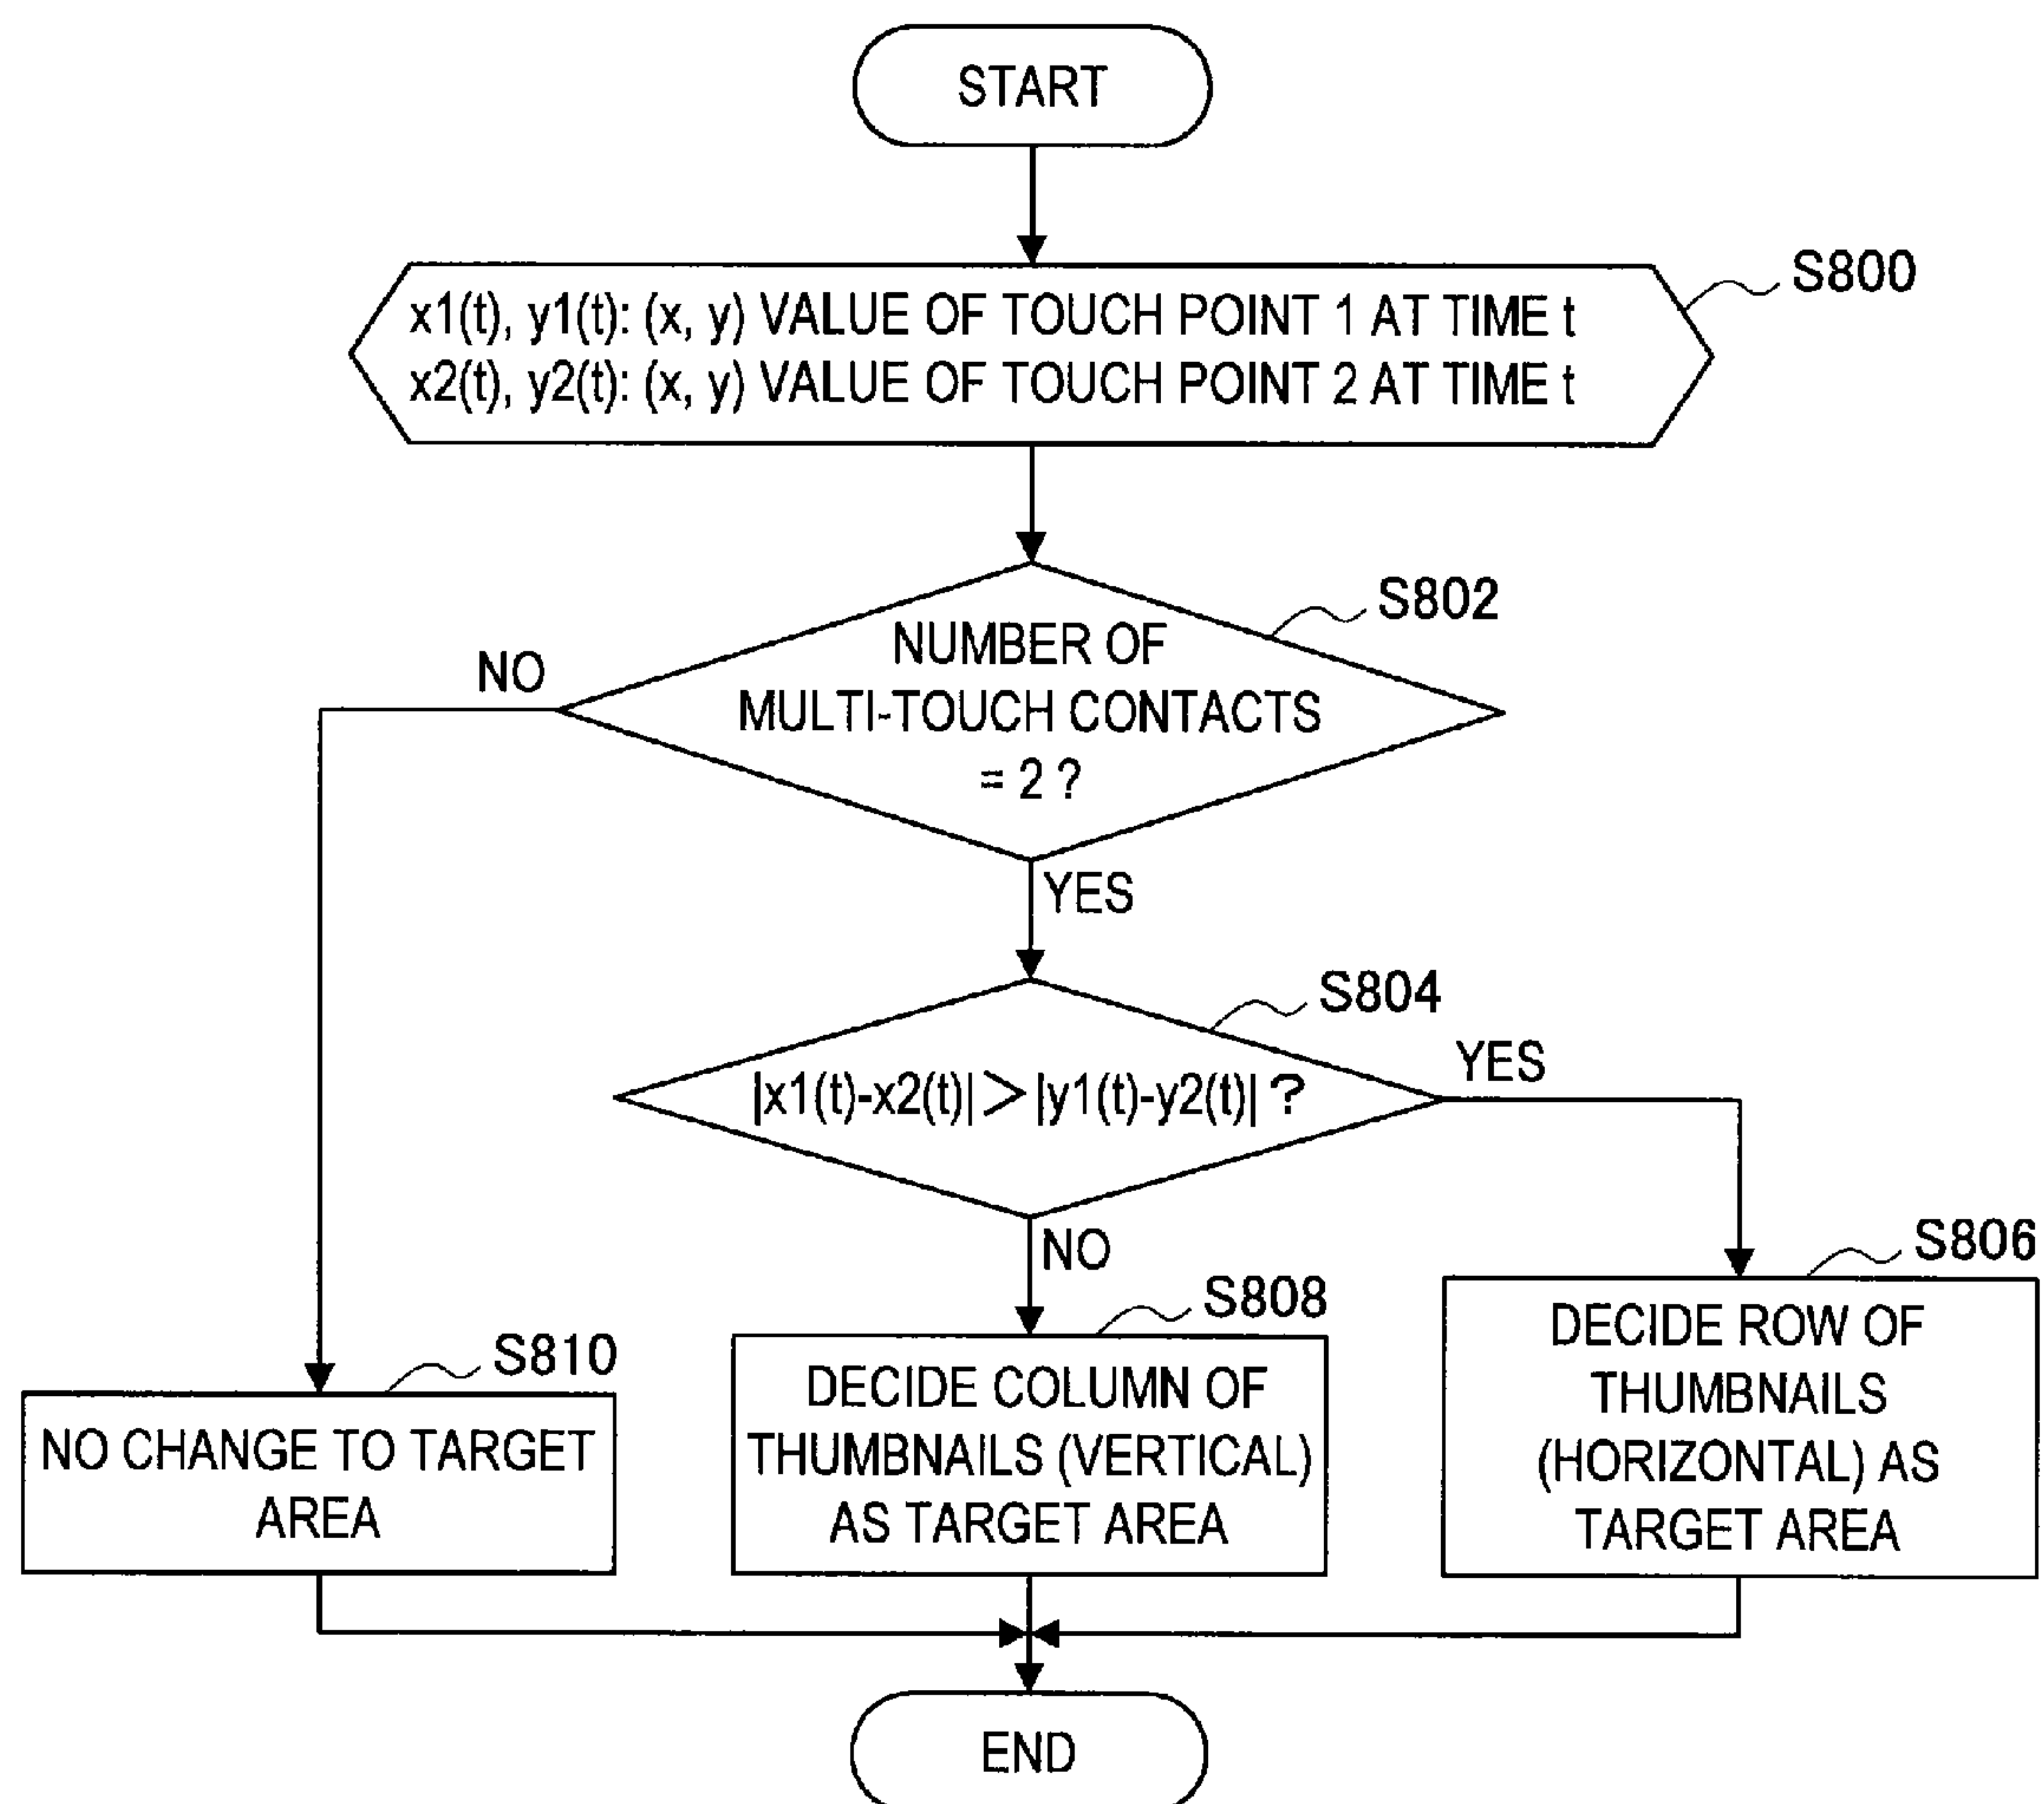 START
S800
x1(t), y1(t): (x, y) VALUE OF TOUCH POINT 1 AT TIME t
x2(t), y2(t): (x, y) VALUE OF TOUCH POINT 2 AT TIME t
S802
NUMBER OF
MULTI-TOUCH CONTACTS
= 2 ?
NO
YES
S804
|x1(t)-x2(t)| > |y1(t)-y2(t)| ?
YES
NO
S806
DECIDE ROW OF
THUMBNAILS
(HORIZONTAL) AS
TARGET AREA
S808
DECIDE COLUMN OF
THUMBNAILS (VERTICAL)
AS TARGET AREA
S810
NO CHANGE TO TARGET
AREA
END